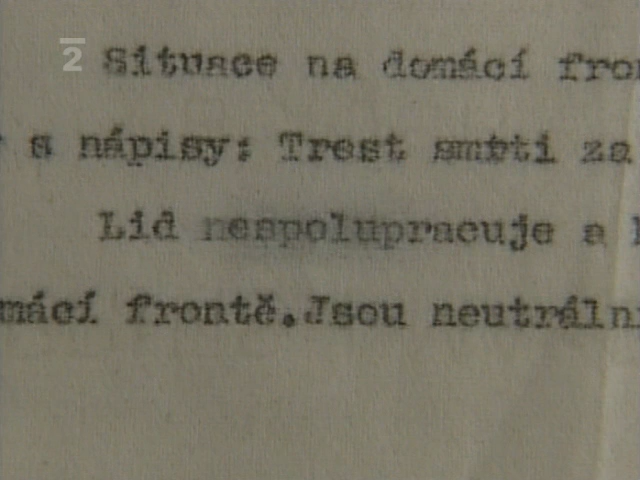 2
Situace na domácí fron
s nápisy: Trest smrti za
Lid nespolupracuje a
mácí frontě.Jsou neutráln